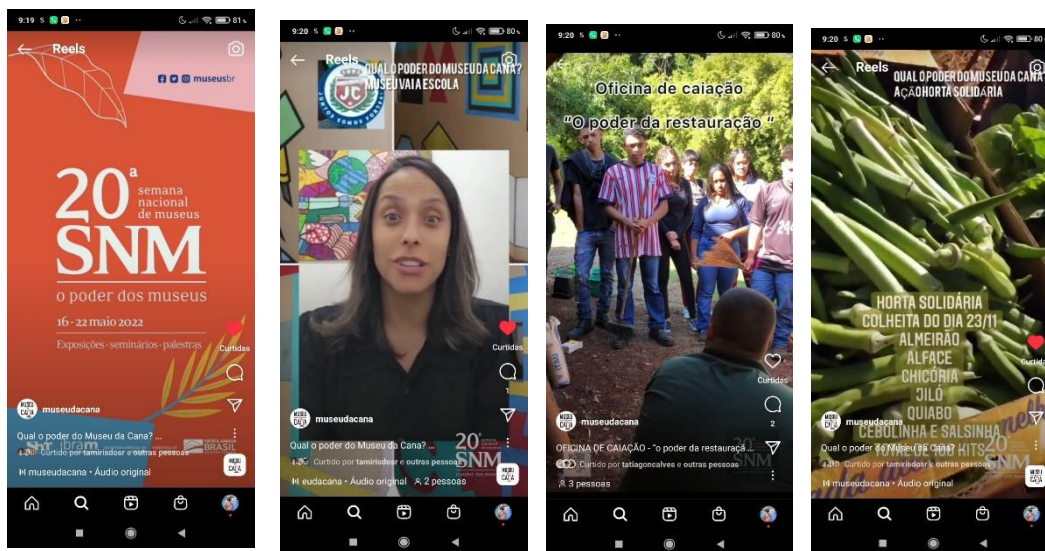 9:19
81%
Reels
museusbr
20ª
semana
nacional
de museus
SNM
o poder dos museus
16 - 22 maio 2022
Exposições - seminários - palestras
Curtidas
museudacana
Qual o poder do Museu da Cana? ...
Curtido por tamirisdosr e outras pessoas
museudacana • Áudio original
9:20
80%
Reels
QUAL O PODER DO MUSEU DA CANA?
MUSEU VAI A ESCOLA
JC
JUNTOS SOMOS
Curtidas
1
museudacana
Qual o poder do Museu da Cana? ...
20ª
SNM
Curtido por tamirisdosr e outras pessoas
eudacana • Áudio original
2 pessoas
9:20
80%
Oficina de caiação
"O poder da restauração "
Curtidas
2
museudacana
OFICINA DE CAIAÇÃO - "o poder da restauraç...
Curtido por tatiagoncalves e outras pessoas
3 pessoas
9:20
80
Reels
QUAL O PODER DO MUSEU DA CANA?
AÇÃO HORTA SOLIDÁRIA
HORTA SOLIDÁRIA
COLHEITA DO DIA 23/11
ALMEIRÃO
ALFACE
CHICÓRIA
JILÓ
QUIABO
CEBOLINHA E SALSINHA
museudacana
Qual o poder do Museu da Cana? ...
KITS
20
SNM
Curtido por tamirisdosr e outras pessoas
museudacana • Áudio original